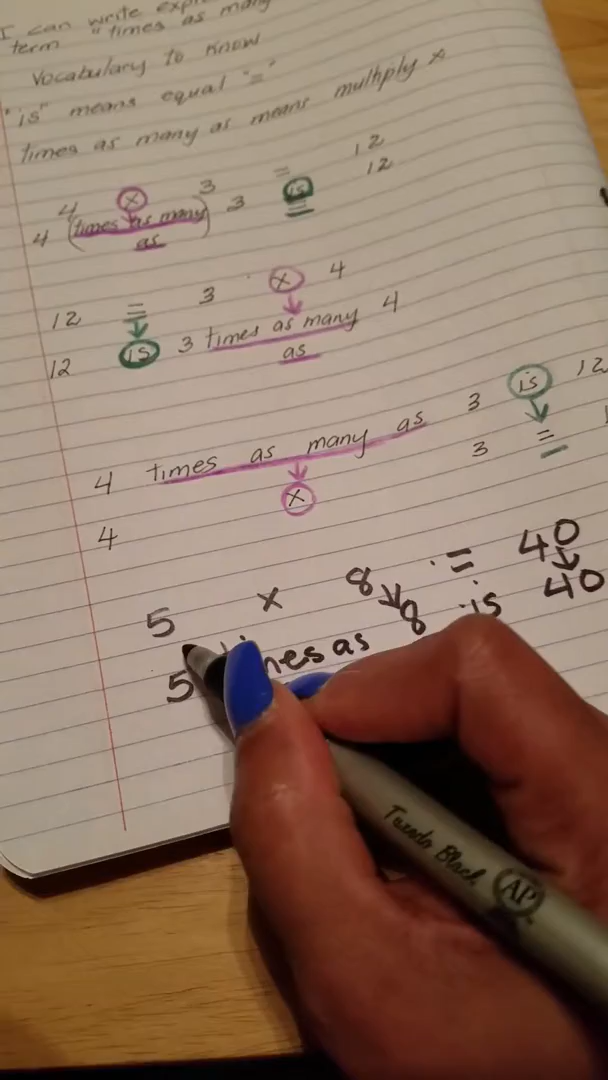 I can write
term "times as many
Vocabulary to know
"is" means equal "="
times as many as means multiply x
4 x 3 = 12
4 (times as many as) 3 is 12
12 = 3 x 4
12 is 3 times as many as 4
4 times as many as 3 is 12
4 x 3 =
5 x 8 = 40
5 times as 8 is 40
Tuxedo Black AP